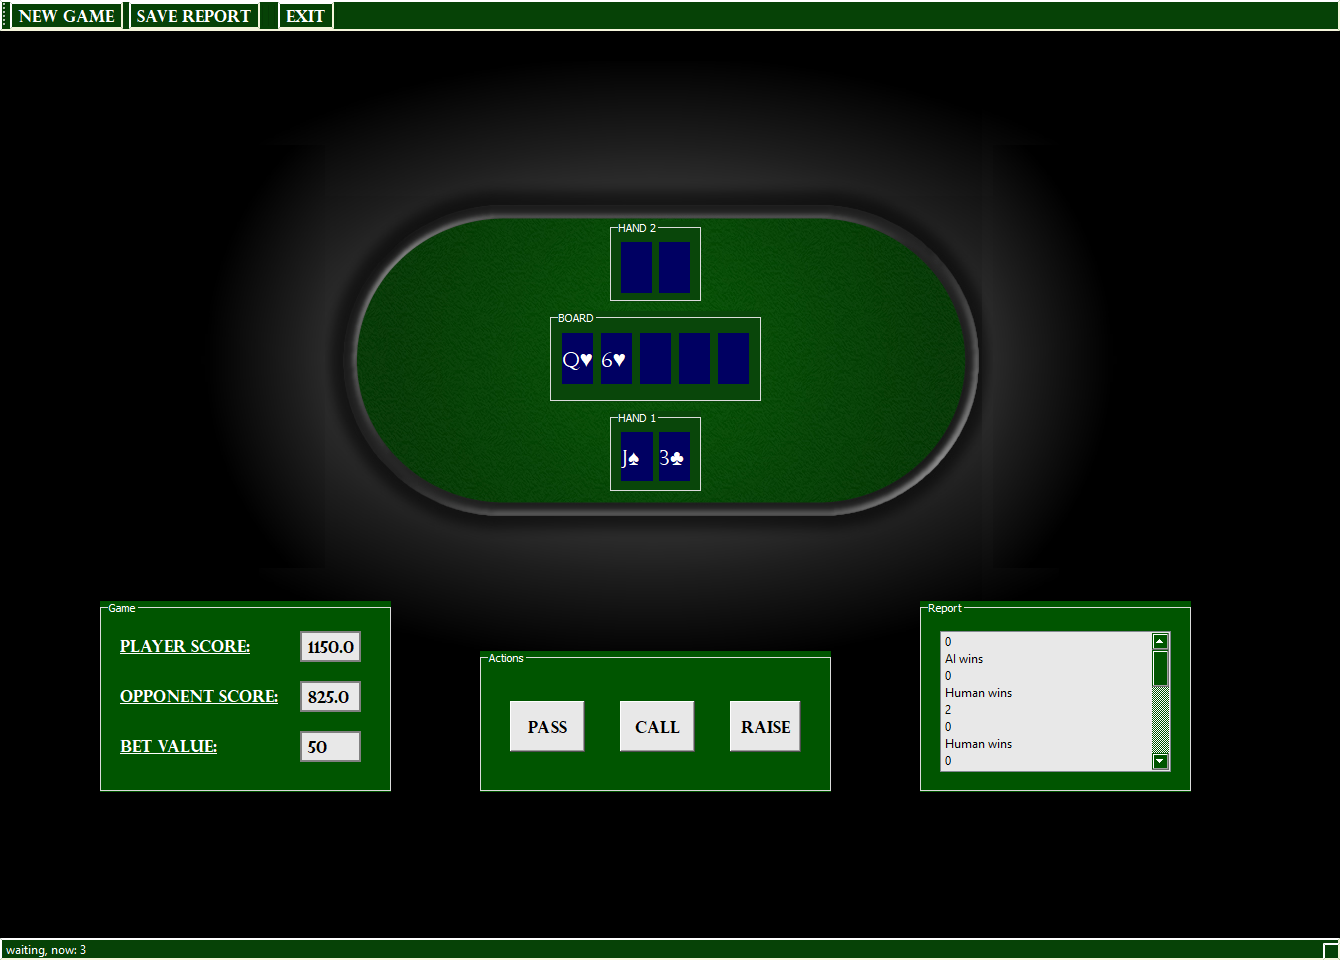 NEW GAME SAVE REPORT EXIT
HAND 2
BOARD
Q♥ 6♥
HAND 1
J♠ 3♣
Game
PLAYER SCORE: 1150.0
OPPONENT SCORE: 825.0
BET VALUE: 50
Actions
PASS CALL RAISE
Report
0
AI wins
0
Human wins
2
0
Human wins
0
waiting, now: 3